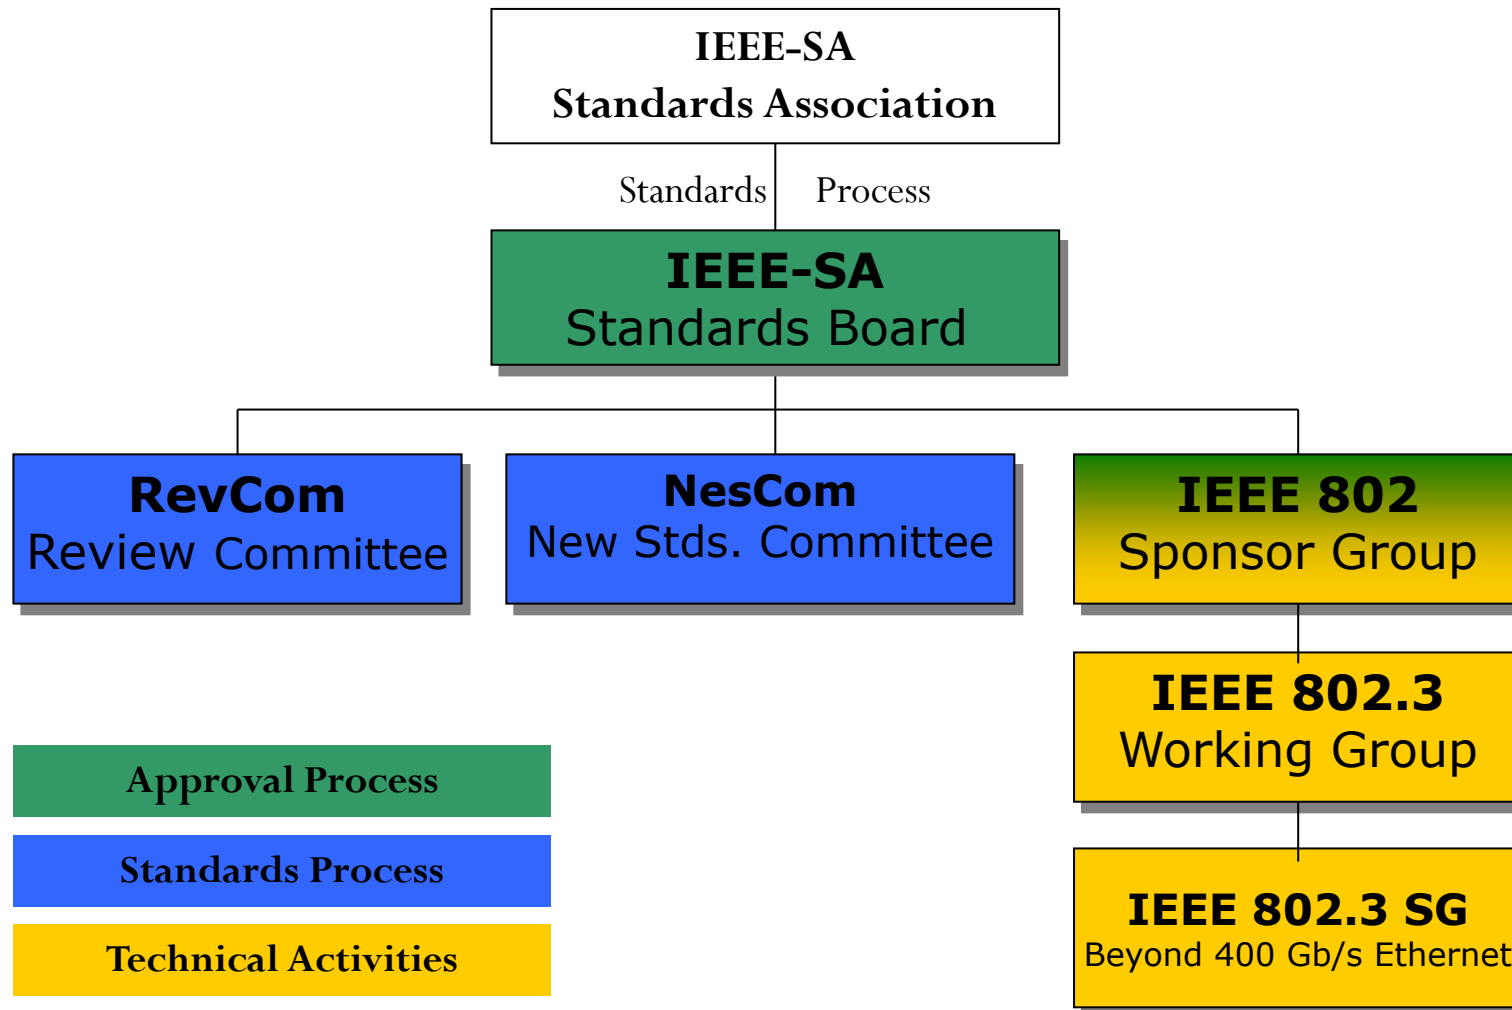 IEEE-SA
Standards Association
Standards Process
IEEE-SA
Standards Board
RevCom
Review Committee
NesCom
New Stds. Committee
IEEE 802
Sponsor Group
IEEE 802.3
Working Group
IEEE 802.3 SG
Beyond 400 Gb/s Ethernet
Approval Process
Standards Process
Technical Activities